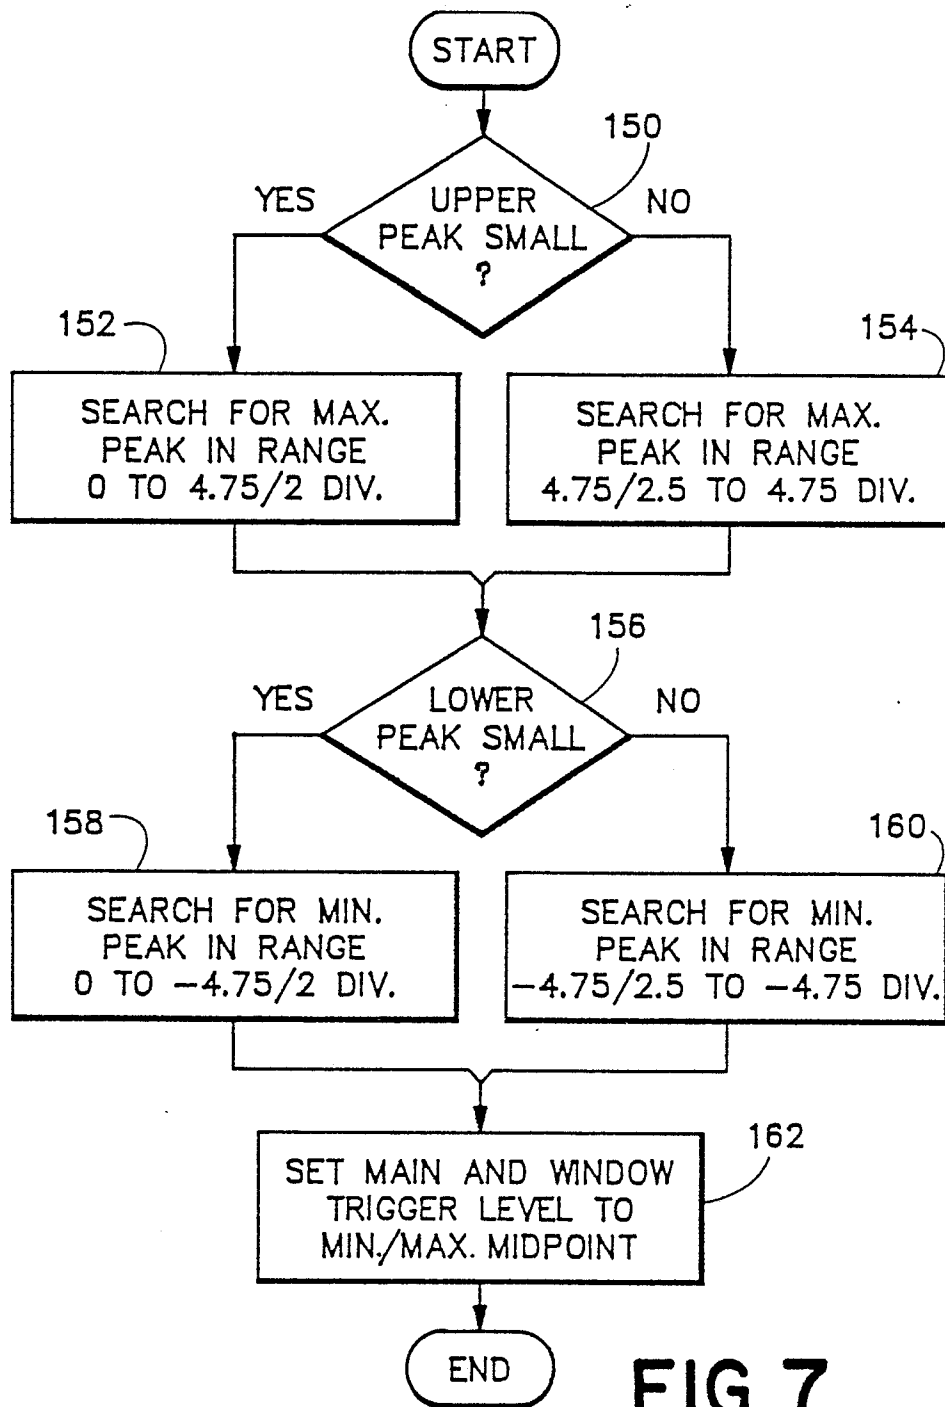 START
150
YES
UPPER
PEAK SMALL
?
NO
152
154
SEARCH FOR MAX.
PEAK IN RANGE
0 TO 4.75/2 DIV.
SEARCH FOR MAX.
PEAK IN RANGE
4.75/2.5 TO 4.75 DIV.
156
YES
LOWER
PEAK SMALL
?
NO
158
160
SEARCH FOR MIN.
PEAK IN RANGE
0 TO −4.75/2 DIV.
SEARCH FOR MIN.
PEAK IN RANGE
−4.75/2.5 TO −4.75 DIV.
162
SET MAIN AND WINDOW
TRIGGER LEVEL TO
MIN./MAX. MIDPOINT
END
FIG 7